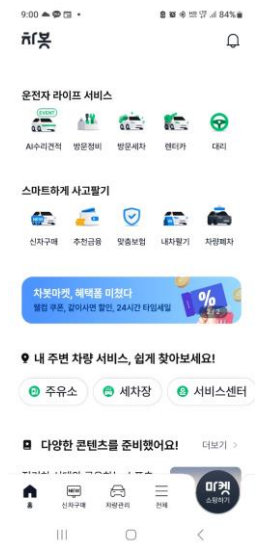 9:00
84%
차봇
운전자 라이프 서비스
EVENT
AI수리견적 방문정비 방문세차 렌터카 대리
스마트하게 사고팔기
NEW
신차구매 추천금융 맞춤보험 내차팔기 차량폐차
차봇마켓, 혜택폼 미쳤다
웰컴 쿠폰, 같이사면 할인, 24시간 타임세일
%
2 / 2
내 주변 차량 서비스, 쉽게 찾아보세요!
주유소 세차장 서비스센터
다양한 콘텐츠를 준비했어요! 더보기 >
홈 신차구매 차량관리 전체
NEW
마켓
쇼핑하기